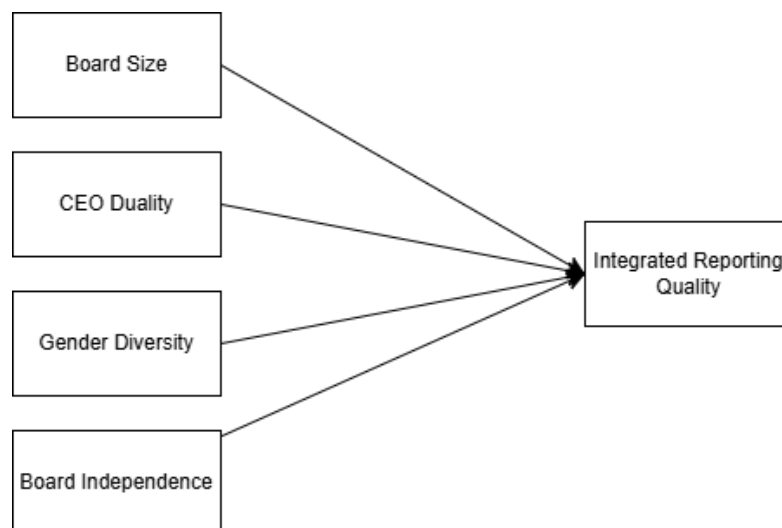 Board Size
CEO Duality
Integrated Reporting
Quality
Gender Diversity
Board Independence